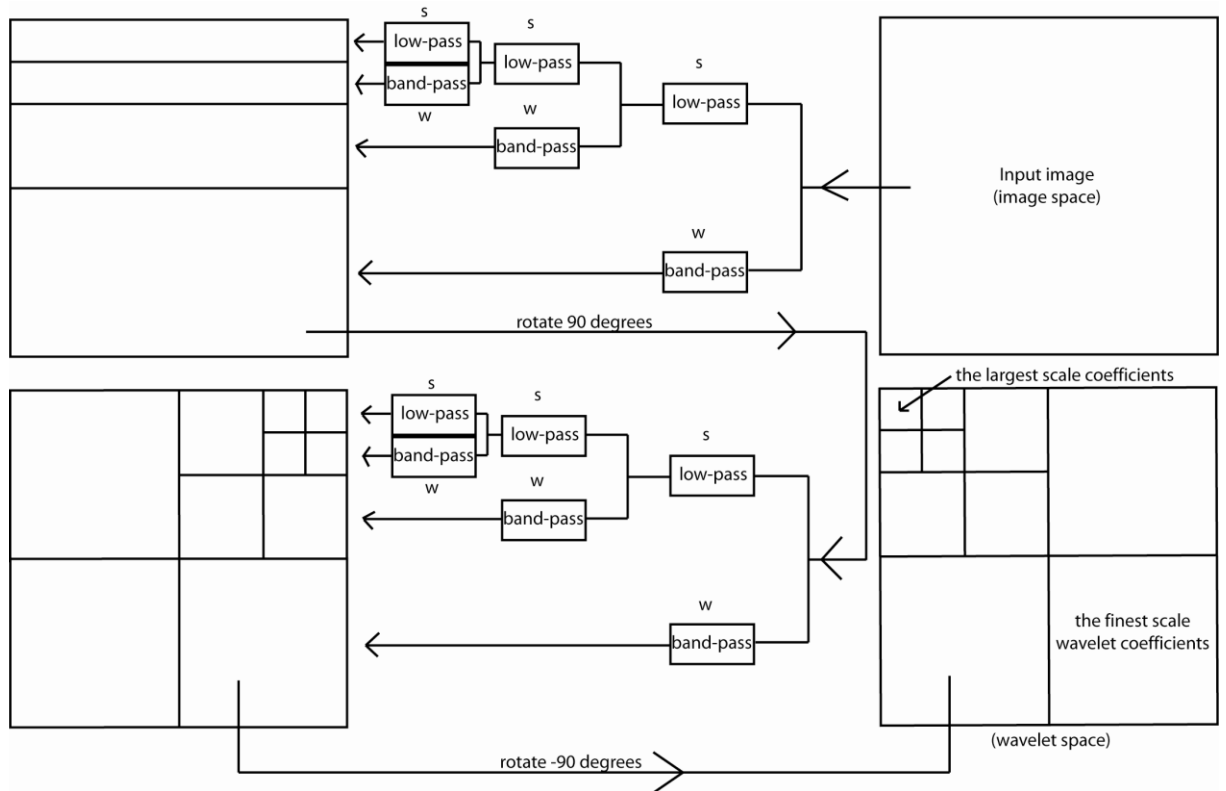 s
low-pass
band-pass
w
s
low-pass
w
band-pass
s
low-pass
w
band-pass
Input image
(image space)
rotate 90 degrees
s
low-pass
band-pass
w
s
low-pass
w
band-pass
s
low-pass
w
band-pass
the largest scale coefficients
the finest scale
wavelet coefficients
(wavelet space)
rotate -90 degrees